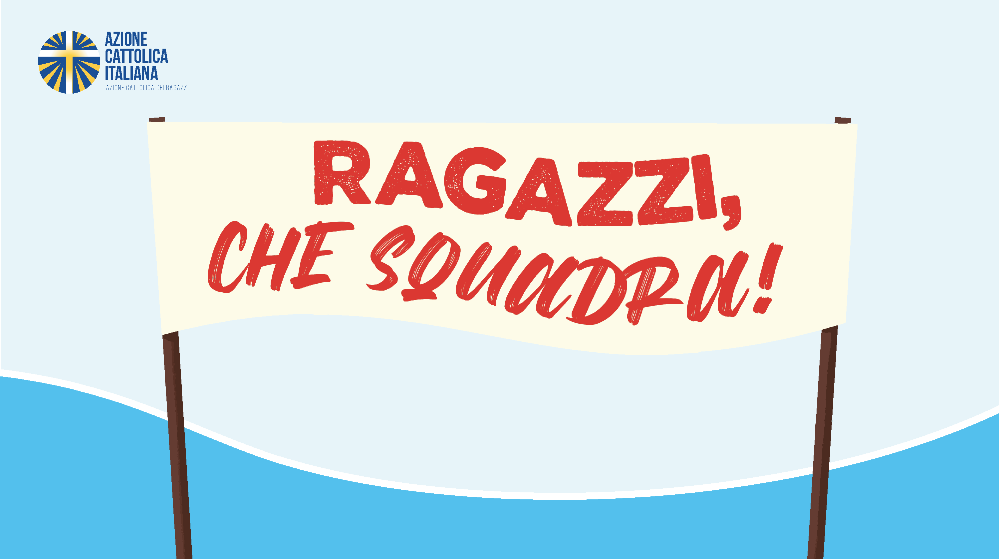 AZIONE
CATTOLICA
ITALIANA
AZIONE CATTOLICA DEI RAGAZZI
RAGAZZI,
CHE SQUADRA!